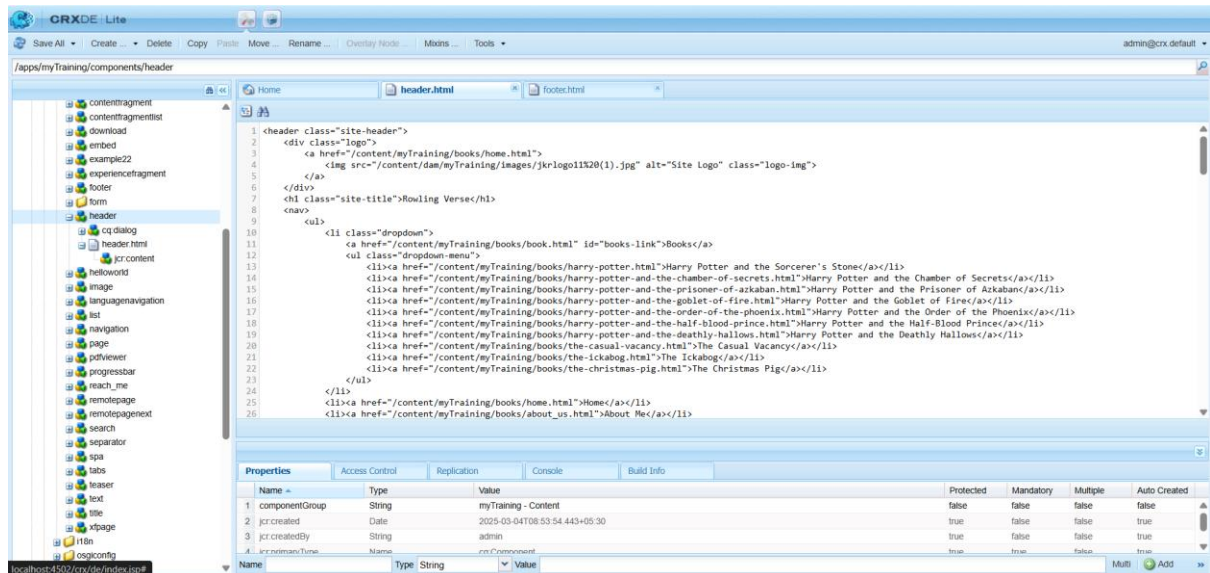 CRXDE Lite
Save All Create ... Delete Copy Paste Move ... Rename ... Overlay Node ... Mixins ... Tools admin@crx.default
/apps/myTraining/components/header
contentfragment
contentfragmentlist
download
embed
example22
experiencefragment
footer
form
header
cq:dialog
header.html
jcr:content
helloworld
image
languagenavigation
list
navigation
page
pdfviewer
progressbar
reach_me
remotepage
remotepagenext
search
separator
spa
tabs
teaser
text
title
xfpage
i18n
osgiconfig
localhost:4502/crx/de/index.jsp#
Home header.html footer.html
1 <header class="site-header">
2 <div class="logo">
3 <a href="/content/myTraining/books/home.html">
4 <img src="/content/dam/myTraining/images/jkrlogo11%20(1).jpg" alt="Site Logo" class="logo-img">
5 </a>
6 </div>
7 <h1 class="site-title">Rowling Verse</h1>
8 <nav>
9 <ul>
10 <li class="dropdown">
11 <a href="/content/myTraining/books/book.html" id="books-link">Books</a>
12 <ul class="dropdown-menu">
13 <li><a href="/content/myTraining/books/harry-potter.html">Harry Potter and the Sorcerer's Stone</a></li>
14 <li><a href="/content/myTraining/books/harry-potter-and-the-chamber-of-secrets.html">Harry Potter and the Chamber of Secrets</a></li>
15 <li><a href="/content/myTraining/books/harry-potter-and-the-prisoner-of-azkaban.html">Harry Potter and the Prisoner of Azkaban</a></li>
16 <li><a href="/content/myTraining/books/harry-potter-and-the-goblet-of-fire.html">Harry Potter and the Goblet of Fire</a></li>
17 <li><a href="/content/myTraining/books/harry-potter-and-the-order-of-the-phoenix.html">Harry Potter and the Order of the Phoenix</a></li>
18 <li><a href="/content/myTraining/books/harry-potter-and-the-half-blood-prince.html">Harry Potter and the Half-Blood Prince</a></li>
19 <li><a href="/content/myTraining/books/harry-potter-and-the-deathly-hallows.html">Harry Potter and the Deathly Hallows</a></li>
20 <li><a href="/content/myTraining/books/the-casual-vacancy.html">The Casual Vacancy</a></li>
21 <li><a href="/content/myTraining/books/the-ickabog.html">The Ickabog</a></li>
22 <li><a href="/content/myTraining/books/the-christmas-pig.html">The Christmas Pig</a></li>
23 </ul>
24 </li>
25 <li><a href="/content/myTraining/books/home.html">Home</a></li>
26 <li><a href="/content/myTraining/books/about_us.html">About Me</a></li>
Properties Access Control Replication Console Build Info
Name Type Value Protected Mandatory Multiple Auto Created
1 componentGroup String myTraining - Content false false false false
2 jcr:created Date 2025-03-04T08:53:54.443+05:30 true false false true
3 jcr:createdBy String admin true false false true
4 jcr:primaryType Name cq:Component true true false true
Name Type String Value Multi Add